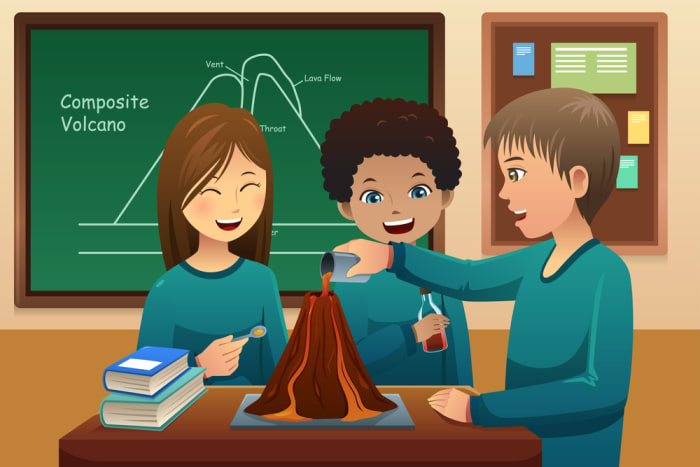 Composite
Volcano
Vent
Lava Flow
Throat